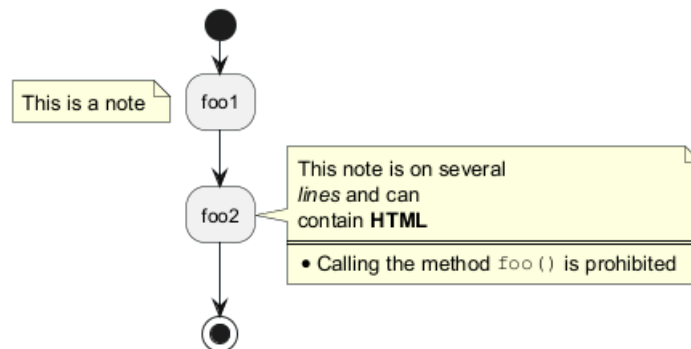 foo1
This is a note
This note is on several
lines and can
contain HTML
foo2
• Calling the method foo() is prohibited